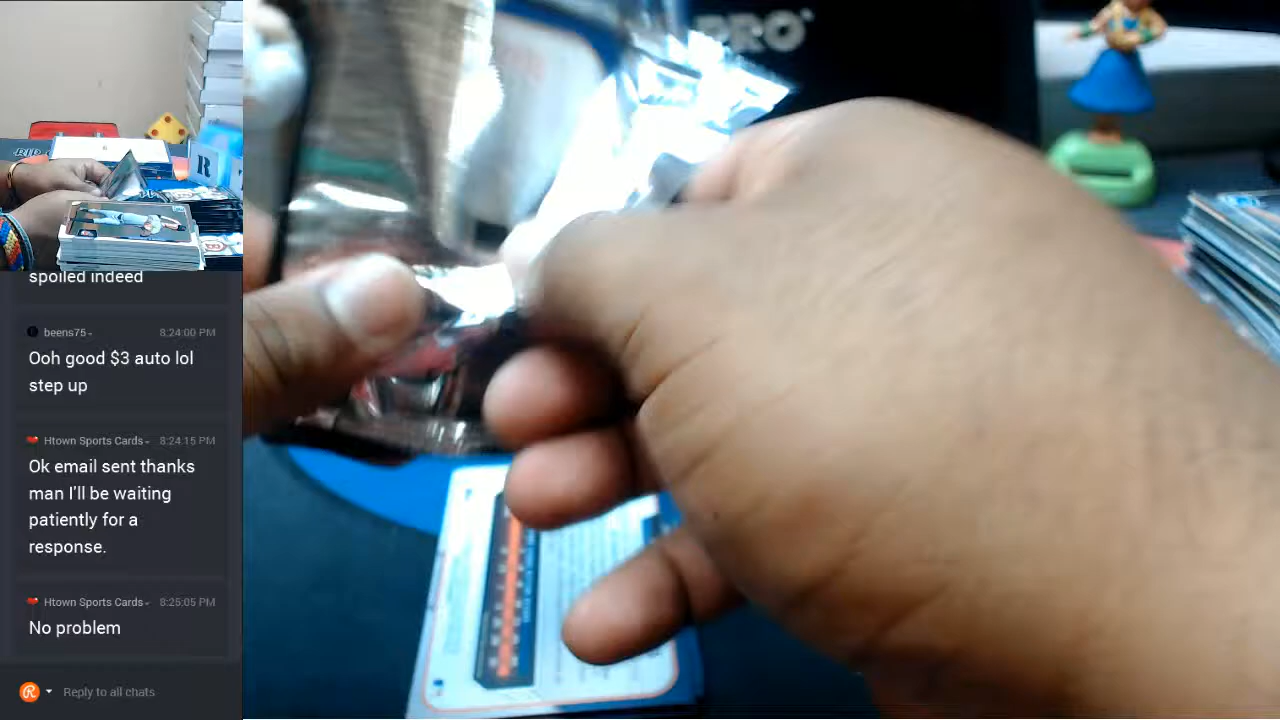 PRO
RIP
R
spoiled indeed
beens75
8:24:00 PM
Ooh good $3 auto lol
step up
Htown Sports Cards
8:24:15 PM
Ok email sent thanks
man I'll be waiting
patiently for a
response.
Htown Sports Cards
8:25:05 PM
No problem
R
Reply to all chats